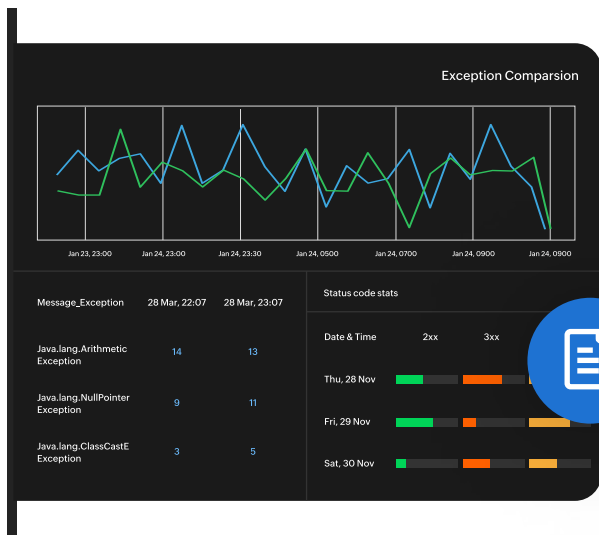 Exception Comparsion
Jan 23, 23:00 Jan 24, 23:00 Jan 24, 23:30 Jan 24, 0500 Jan 24, 0700 Jan 24, 0900 Jan 24, 0900
Message_Exception 28 Mar, 22:07 28 Mar, 23:07
Java.lang.Arithmetic
Exception 14 13
Java.lang.NullPointer
Exception 9 11
Java.lang.ClassCastE
Exception 3 5
Status code stats
Date & Time 2xx 3xx
Thu, 28 Nov
Fri, 29 Nov
Sat, 30 Nov